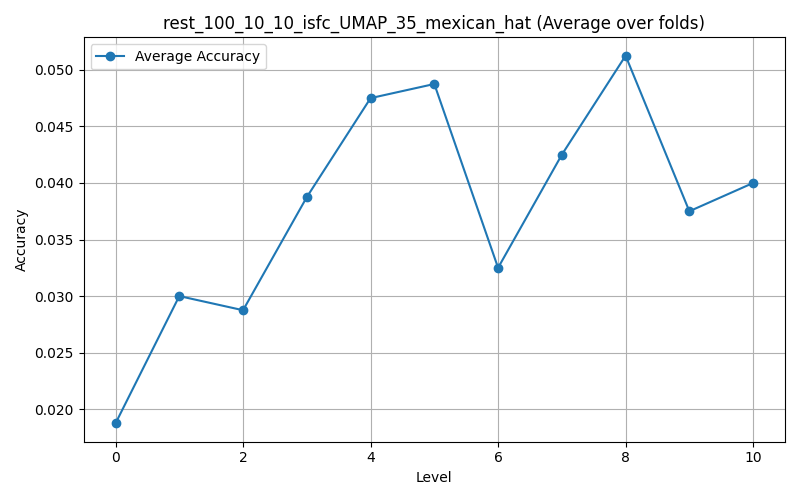 rest_100_10_10_isfc_UMAP_35_mexican_hat (Average over folds)
Average Accuracy
0.050
0.045
0.040
0.035
0.030
0.025
0.020
Accuracy
0 2 4 6 8 10
Level